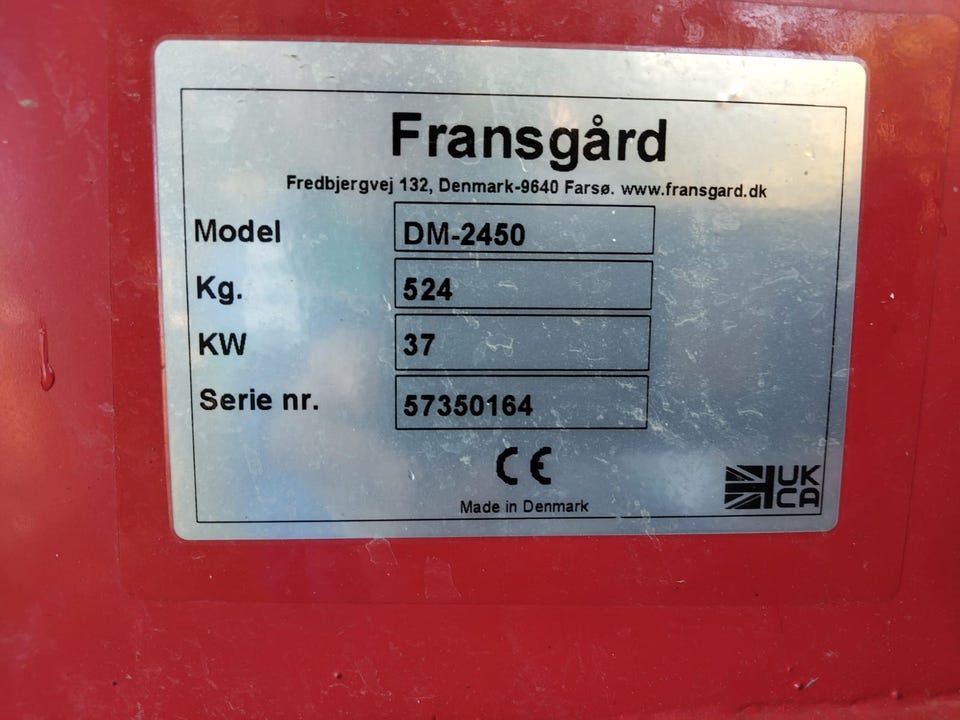 Fransgård
Fredbjergvej 132, Denmark-9640 Farsø. www.fransgard.dk
Model DM-2450
Kg. 524
KW 37
Serie nr. 57350164
CE
UK
CA
Made in Denmark